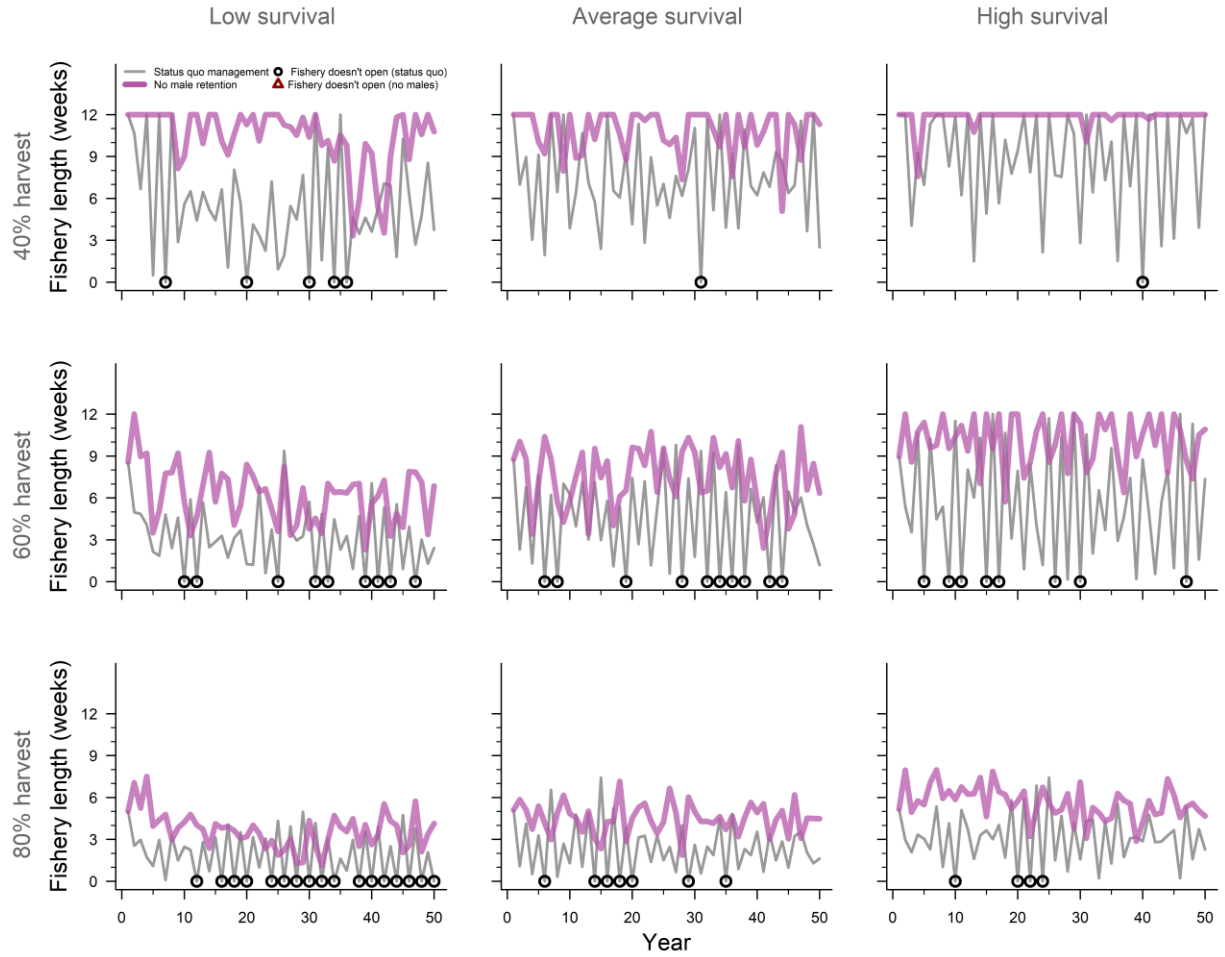 Low survival
Average survival
High survival
40% harvest
Fishery length (weeks)
Status quo management
No male retention
Fishery doesn't open (status quo)
Fishery doesn't open (no males)
12
9
6
3
0
0
10
20
30
40
50
0
10
20
30
40
50
0
10
20
30
40
50
60% harvest
Fishery length (weeks)
12
9
6
3
0
80% harvest
Fishery length (weeks)
12
9
6
3
0
Year